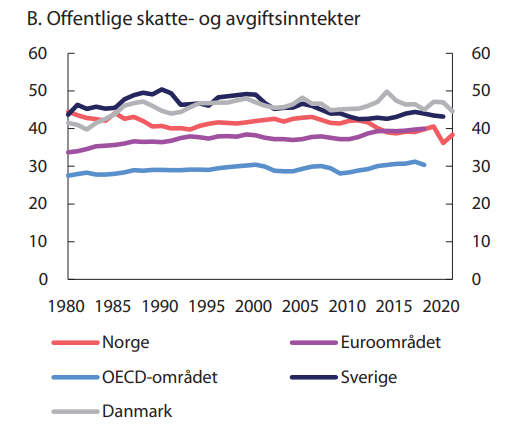 B. Offentlige skatte- og avgiftsinntekter
60 60
50 50
40 40
30 30
20 20
10 10
0 0
1980 1985 1990 1995 2000 2005 2010 2015 2020
Norge Euroområdet
OECD-området Sverige
Danmark